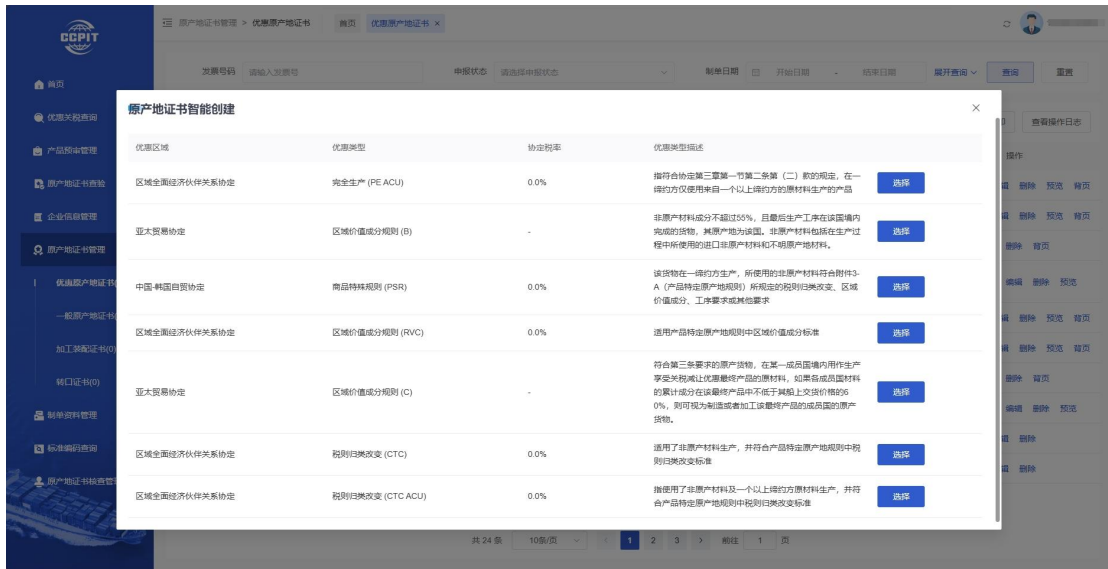 CCPIT
原产地证书管理 > 优惠原产地证书
首页
优惠原产地证书 ×
首页
优惠关税查询
产品预审管理
原产地证书查验
企业信息管理
原产地证书管理
优惠原产地证书(
一般原产地证书(
加工装配证书(0)
转口证书(0)
制单资料管理
标准编码查询
原产地证书核查管理
发票号码 请输入发票号
申报状态 请选择申报状态
制单日期 开始日期 - 结束日期
展开查询
查询
重置
查看操作日志
操作
原产地证书智能创建 ×
优惠区域 优惠类型 协定税率 优惠类型描述
区域全面经济伙伴关系协定 完全生产 (PE ACU) 0.0%
指符合协定第三章第一节第二条第（二）款的规定，在一
缔约方仅使用来自一个以上缔约方的原材料生产的产品
选择
亚太贸易协定 区域价值成分规则 (B) -
非原产材料成分不超过55%，且最后生产工序在该国境内
完成的货物，其原产地为该国。非原产材料包括在生产过
程中所使用的进口非原产材料和不明原产地材料。
选择
中国-韩国自贸协定 商品特殊规则 (PSR) 0.0%
该货物在一缔约方生产，所使用的非原产材料符合附件3-
A（产品特定原产地规则）所规定的税则归类改变、区域
价值成分、工序要求或其他要求
选择
区域全面经济伙伴关系协定 区域价值成分规则 (RVC) 0.0% 适用产品特定原产地规则中区域价值成分标准 选择
亚太贸易协定 区域价值成分规则 (C) -
符合第三条要求的原产货物，在某一成员国境内用作生产
享受关税减让优惠最终产品的原材料，如果各成员国材料
的累计成分在该最终产品中不低于其船上交货价格的6
0%，则可视为制造或者加工该最终产品的成员国的原产
货物。
选择
区域全面经济伙伴关系协定 税则归类改变 (CTC) 0.0%
适用了非原产材料生产，并符合产品特定原产地规则中税
则归类改变标准
选择
区域全面经济伙伴关系协定 税则归类改变 (CTC ACU) 0.0%
指使用了非原产材料及一个以上缔约方原材料生产，并符
合产品特定原产地规则中税则归类改变标准
选择
删除 预览 背页
删除 预览 背页
删除 背页
编辑 删除 预览
删除 预览 背页
删除 预览 背页
删除 背页
编辑 删除 预览
删除
删除
共 24 条 10条/页 < 1 2 3 > 前往 1 页